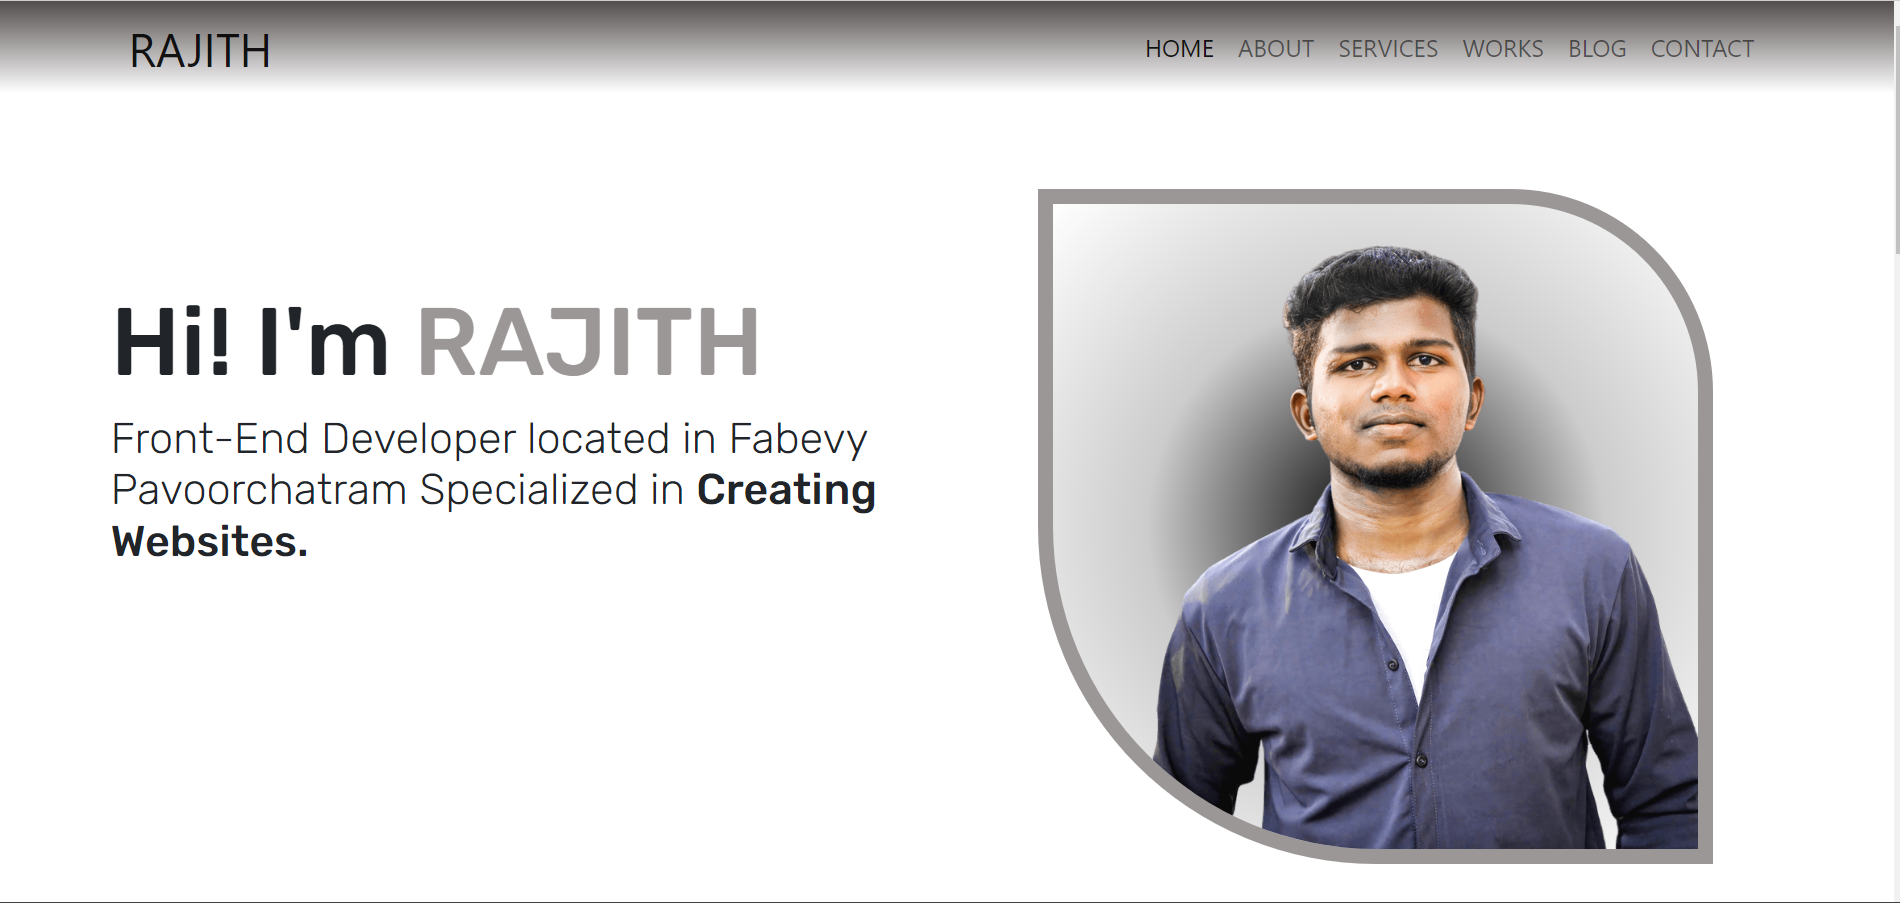 RAJITH
HOME ABOUT SERVICES WORKS BLOG CONTACT
Hi! I'm RAJITH
Front-End Developer located in Fabevy
Pavoorchatram Specialized in Creating
Websites.